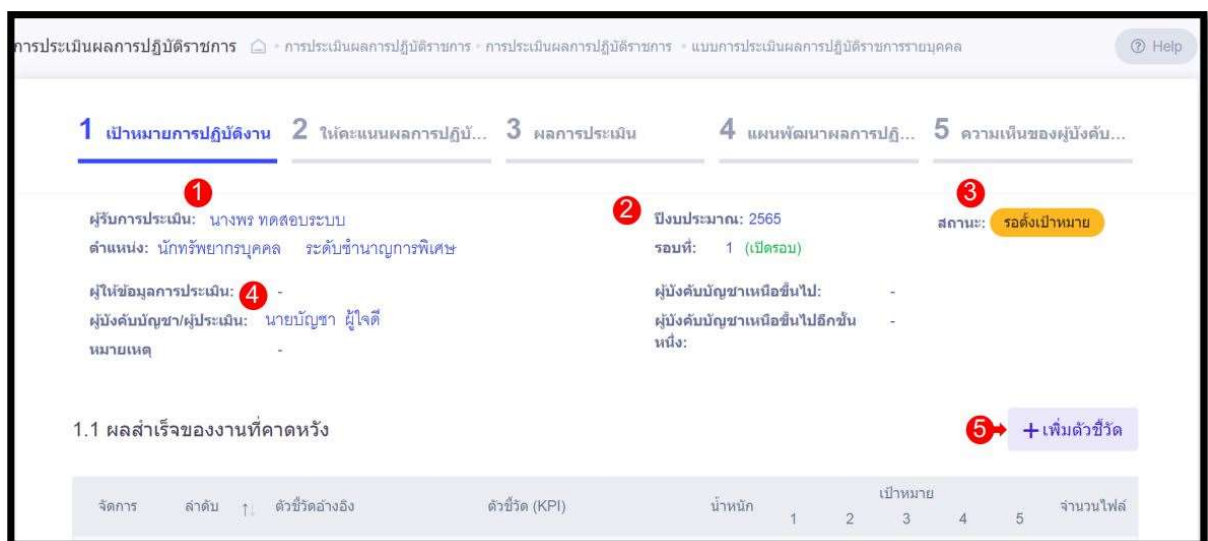 การประเมินผลการปฏิบัติราชการ • การประเมินผลการปฏิบัติราชการ • การประเมินผลการปฏิบัติราชการ • แบบการประเมินผลการปฏิบัติราชการรายบุคคล Help
1 เป้าหมายการปฏิบัติงาน 2 ให้คะแนนผลการปฏิบั... 3 ผลการประเมิน 4 แผนพัฒนาผลการปฏิ... 5 ความเห็นของผู้บังคับ...
1 3
ผู้รับการประเมิน: นางพร ทดสอบระบบ 2 ปีงบประมาณ: 2565 สถานะ: รอตั้งเป้าหมาย
ตำแหน่ง: นักทรัพยากรบุคคล ระดับชำนาญการพิเศษ รอบที่: 1 (เปิดรอบ)
ผู้ให้ข้อมูลการประเมิน: 4 - ผู้บังคับบัญชาเหนือขึ้นไป: -
ผู้บังคับบัญชา/ผู้ประเมิน: นายบัญชา ผู้ใจดี ผู้บังคับบัญชาเหนือขึ้นไปอีกชั้น -
หมายเหตุ - หนึ่ง:
1.1 ผลสำเร็จของงานที่คาดหวัง 5 +เพิ่มตัวชี้วัด
จัดการ ลำดับ ↑↓ ตัวชี้วัดอ้างอิง ตัวชี้วัด (KPI) น้ำหนัก เป้าหมาย จำนวนไฟล์
1 2 3 4 5